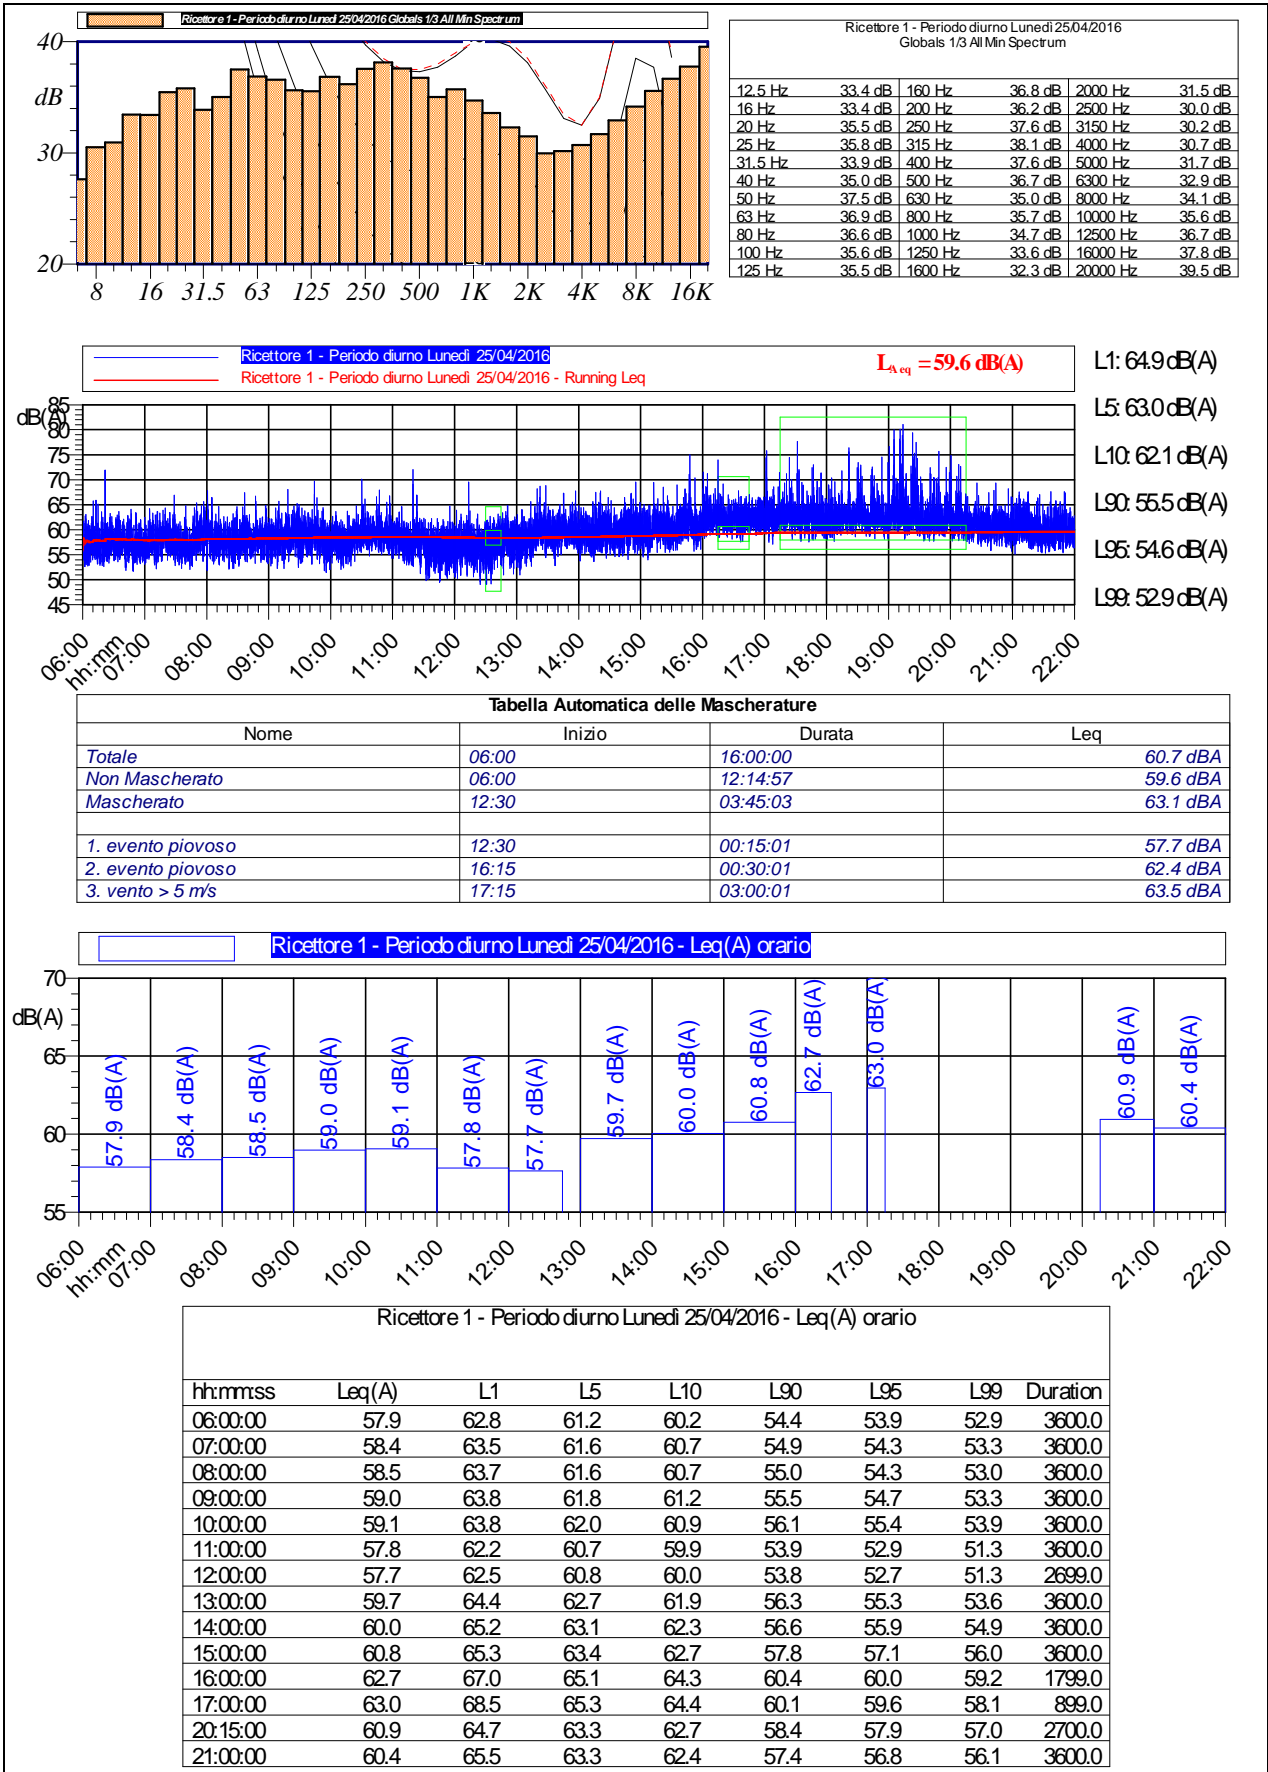 Ricettore 1 - Periodo diurno Lunedì 25/04/2016 Globals 1/3 All Min Spectrum
40
dB
30
20
8 16 31.5 63 125 250 500 1K 2K 4K 8K 16K
Ricettore 1 - Periodo diurno Lunedì 25/04/2016
Globals 1/3 All Min Spectrum
12.5 Hz 33.4 dB 160 Hz 36.8 dB 2000 Hz 31.5 dB
16 Hz 33.4 dB 200 Hz 36.2 dB 2500 Hz 30.0 dB
20 Hz 35.5 dB 250 Hz 37.6 dB 3150 Hz 30.2 dB
25 Hz 35.8 dB 315 Hz 38.1 dB 4000 Hz 30.7 dB
31.5 Hz 33.9 dB 400 Hz 37.6 dB 5000 Hz 31.7 dB
40 Hz 35.0 dB 500 Hz 36.7 dB 6300 Hz 32.9 dB
50 Hz 37.5 dB 630 Hz 35.0 dB 8000 Hz 34.1 dB
63 Hz 36.9 dB 800 Hz 35.7 dB 10000 Hz 35.6 dB
80 Hz 36.6 dB 1000 Hz 34.7 dB 12500 Hz 36.7 dB
100 Hz 35.6 dB 1250 Hz 33.6 dB 16000 Hz 37.8 dB
125 Hz 35.5 dB 1600 Hz 32.3 dB 20000 Hz 39.5 dB
Ricettore 1 - Periodo diurno Lunedì 25/04/2016
Ricettore 1 - Periodo diurno Lunedì 25/04/2016 - Running Leq
LA eq = 59.6 dB(A)
L1: 64.9 dB(A)
L5: 63.0 dB(A)
L10: 62.1 dB(A)
L90: 55.5 dB(A)
L95: 54.6 dB(A)
L99: 52.9 dB(A)
dB(A)
85
80
75
70
65
60
55
50
45
06:00 07:00 08:00 09:00 10:00 11:00 12:00 13:00 14:00 15:00 16:00 17:00 18:00 19:00 20:00 21:00 22:00
hh:mm
Tabella Automatica delle Mascherature
Nome Inizio Durata Leq
Totale 06:00 16:00:00 60.7 dBA
Non Mascherato 06:00 12:14:57 59.6 dBA
Mascherato 12:30 03:45:03 63.1 dBA
1. evento piovoso 12:30 00:15:01 57.7 dBA
2. evento piovoso 16:15 00:30:01 62.4 dBA
3. vento > 5 m/s 17:15 03:00:01 63.5 dBA
Ricettore 1 - Periodo diurno Lunedì 25/04/2016 - Leq(A) orario
70
dB(A)
65
60
55
57.9 dB(A)
58.4 dB(A)
58.5 dB(A)
59.0 dB(A)
59.1 dB(A)
57.8 dB(A)
57.7 dB(A)
59.7 dB(A)
60.0 dB(A)
60.8 dB(A)
62.7 dB(A)
63.0 dB(A)
60.9 dB(A)
60.4 dB(A)
06:00 07:00 08:00 09:00 10:00 11:00 12:00 13:00 14:00 15:00 16:00 17:00 18:00 19:00 20:00 21:00 22:00
hh:mm
Ricettore 1 - Periodo diurno Lunedì 25/04/2016 - Leq(A) orario
hh:mm:ss Leq(A) L1 L5 L10 L90 L95 L99 Duration
06:00:00 57.9 62.8 61.2 60.2 54.4 53.9 52.9 3600.0
07:00:00 58.4 63.5 61.6 60.7 54.9 54.3 53.3 3600.0
08:00:00 58.5 63.7 61.6 60.7 55.0 54.3 53.0 3600.0
09:00:00 59.0 63.8 61.8 61.2 55.5 54.7 53.3 3600.0
10:00:00 59.1 63.8 62.0 60.9 56.1 55.4 53.9 3600.0
11:00:00 57.8 62.2 60.7 59.9 53.9 52.9 51.3 3600.0
12:00:00 57.7 62.5 60.8 60.0 53.8 52.7 51.3 2699.0
13:00:00 59.7 64.4 62.7 61.9 56.3 55.3 53.6 3600.0
14:00:00 60.0 65.2 63.1 62.3 56.6 55.9 54.9 3600.0
15:00:00 60.8 65.3 63.4 62.7 57.8 57.1 56.0 3600.0
16:00:00 62.7 67.0 65.1 64.3 60.4 60.0 59.2 1799.0
17:00:00 63.0 68.5 65.3 64.4 60.1 59.6 58.1 899.0
20:15:00 60.9 64.7 63.3 62.7 58.4 57.9 57.0 2700.0
21:00:00 60.4 65.5 63.3 62.4 57.4 56.8 56.1 3600.0